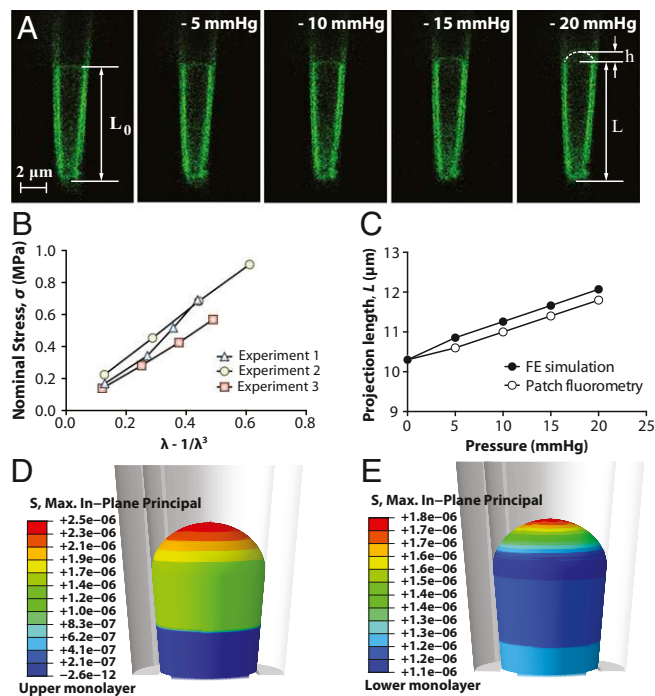 A
- 5 mmHg
- 10 mmHg
- 15 mmHg
- 20 mmHg
h
L₀
L
2 µm
B
C
Nominal Stress, σ (MPa)
1.0
0.8
0.6
0.4
0.2
0.0
0.0 0.2 0.4 0.6 0.8
λ - 1/λ³
Experiment 1
Experiment 2
Experiment 3
Projection length, L (µm)
13
12
11
10
9
0 5 10 15 20
Pressure (mmHg)
FE simulation
Patch fluorometry
D
S, Max. In−Plane Principal
+2.5e−06
+2.3e−06
+2.1e−06
+1.9e−06
+1.7e−06
+1.4e−06
+1.2e−06
+1.0e−06
+8.3e−07
+6.2e−07
+4.1e−07
+2.1e−07
−2.6e−12
Upper monolayer
E
S, Max. In−Plane Principal
+1.8e−06
+1.7e−06
+1.7e−06
+1.6e−06
+1.6e−06
+1.5e−06
+1.4e−06
+1.4e−06
+1.3e−06
+1.3e−06
+1.2e−06
+1.2e−06
+1.1e−06
Lower monolayer